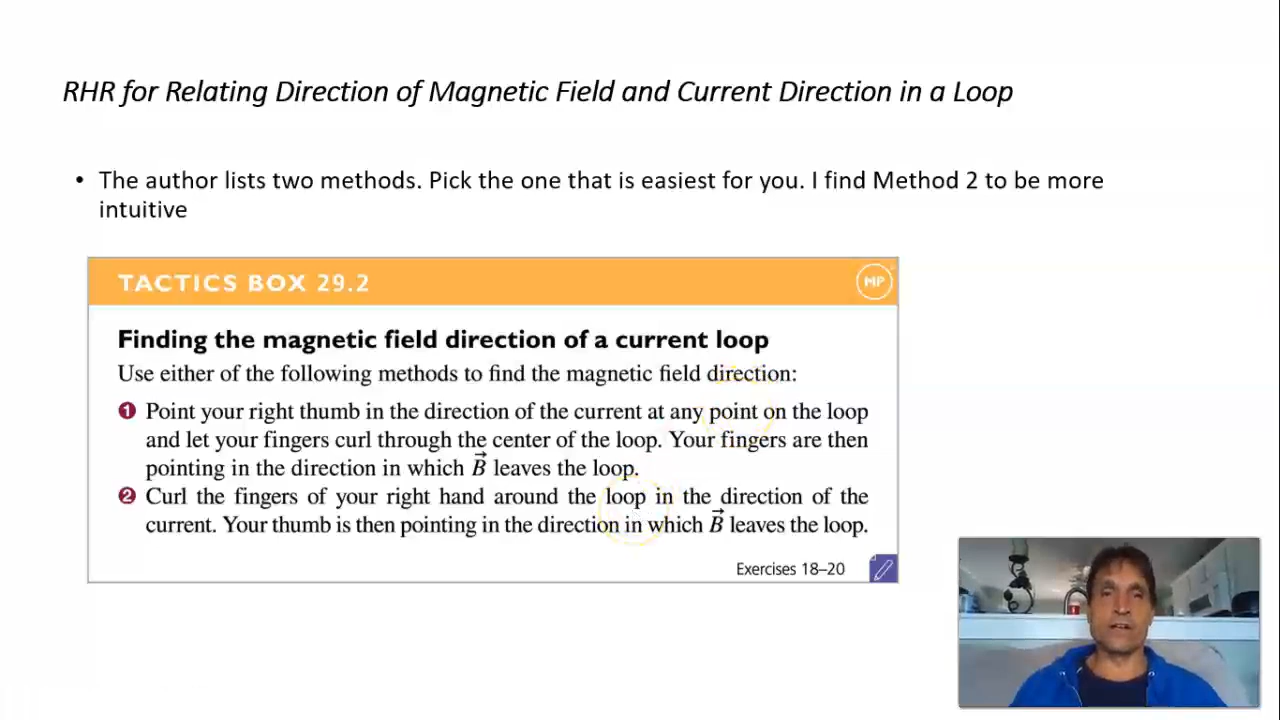 RHR for Relating Direction of Magnetic Field and Current Direction in a Loop
• The author lists two methods. Pick the one that is easiest for you. I find Method 2 to be more
intuitive
TACTICS BOX 29.2
MP
Finding the magnetic field direction of a current loop
Use either of the following methods to find the magnetic field direction:
1 Point your right thumb in the direction of the current at any point on the loop
and let your fingers curl through the center of the loop. Your fingers are then
pointing in the direction in which B⃗ leaves the loop.
2 Curl the fingers of your right hand around the loop in the direction of the
current. Your thumb is then pointing in the direction in which B⃗ leaves the loop.
Exercises 18–20